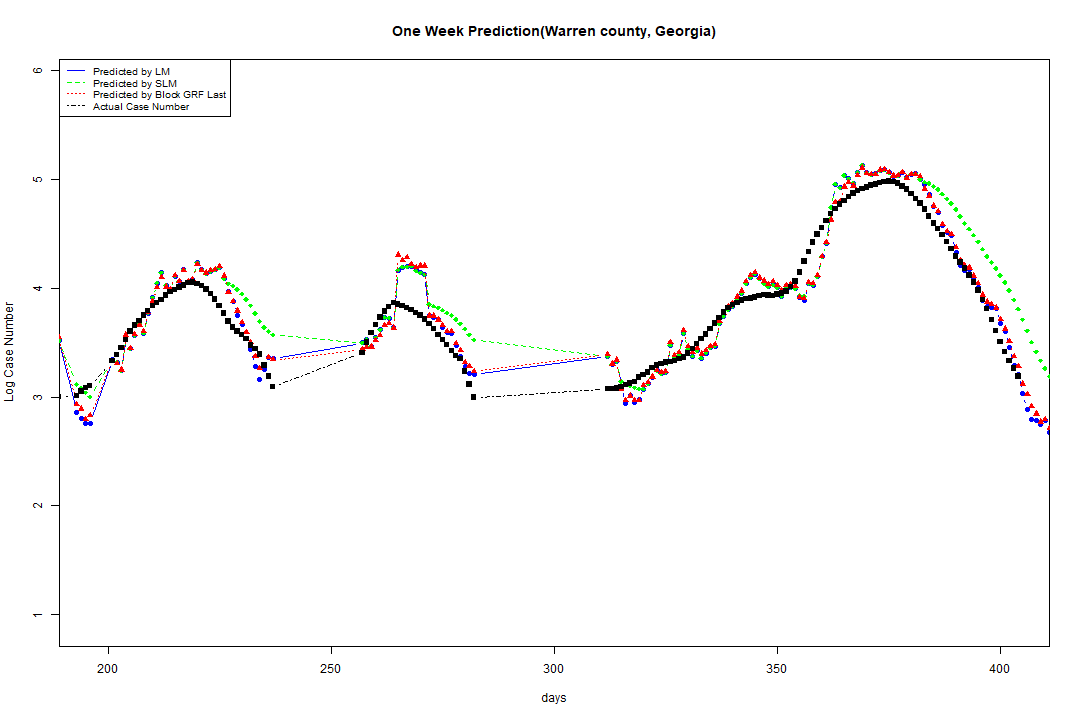 One Week Prediction(Warren county, Georgia)
Predicted by LM
Predicted by SLM
Predicted by Block GRF Last
Actual Case Number
6
5
4
3
2
1
Log Case Number
200 250 300 350 400
days